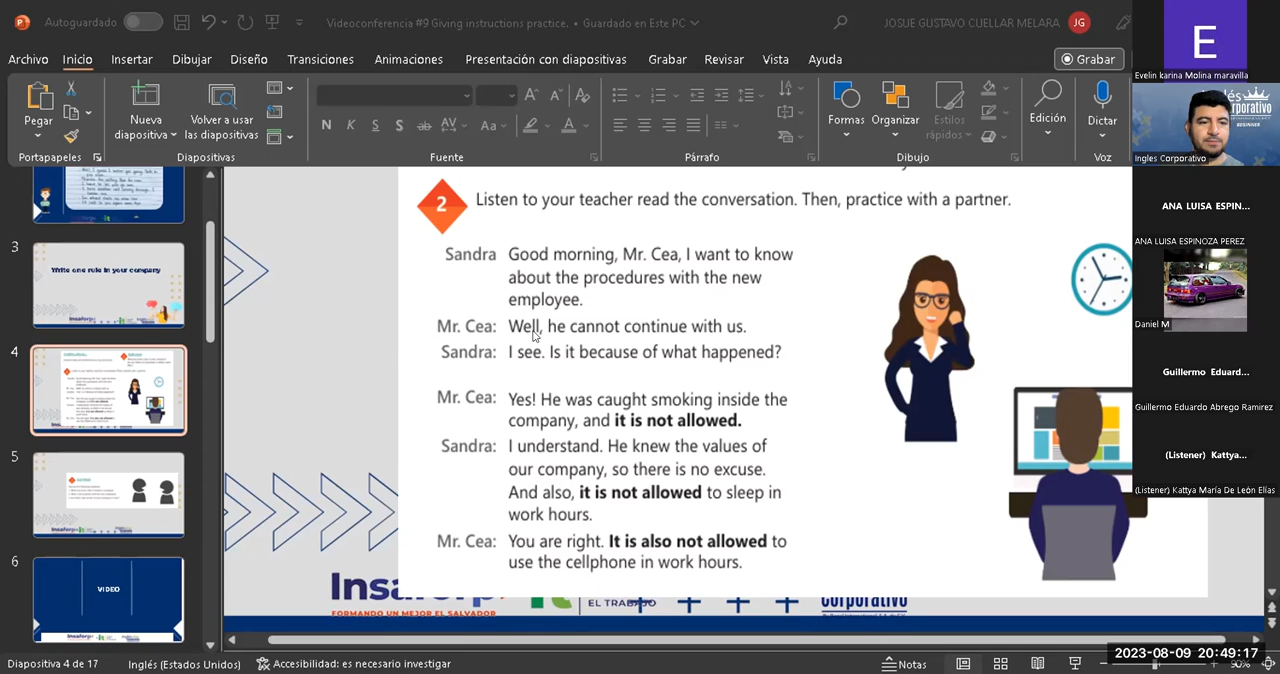 Autoguardado
Videoconferencia #9 Giving instructions practice. • Guardado en Este PC
JOSUE GUSTAVO CUELLAR MELARA
JG
Archivo Inicio Insertar Dibujar Diseño Transiciones Animaciones Presentación con diapositivas Grabar Revisar Vista Ayuda
Grabar
Pegar
Nueva diapositiva
Volver a usar las diapositivas
N K S S ab AV Aa A
Formas
Organizar
Estilos rápidos
Edición
Dictar
Portapapeles
Diapositivas
Fuente
Párrafo
Dibujo
Voz
E
Evelin karina Molina maravilla
Ingles Corporativo
ANA LUISA ESPIN...
ANA LUISA ESPINOZA PEREZ
Daniel M
Guillermo Eduard...
Guillermo Eduardo Abrego Ramirez
(Listener) Kattya...
(Listener) Kattya María De León Elías
3
Write one rule in your company
4
5
6
VIDEO
2
Listen to your teacher read the conversation. Then, practice with a partner.
Sandra Good morning, Mr. Cea, I want to know
about the procedures with the new
employee.
Mr. Cea: Well, he cannot continue with us.
Sandra: I see. Is it because of what happened?
Mr. Cea: Yes! He was caught smoking inside the
company, and it is not allowed.
Sandra: I understand. He knew the values of
our company, so there is no excuse.
And also, it is not allowed to sleep in
work hours.
Mr. Cea: You are right. It is also not allowed to
use the cellphone in work hours.
Insaforp
FORMANDO UN MEJOR EL SALVADOR
EL TRABAJO
Corporativo
Diapositiva 4 de 17
Inglés (Estados Unidos)
Accesibilidad: es necesario investigar
Notas
2023-08-09 20:49:17
90%